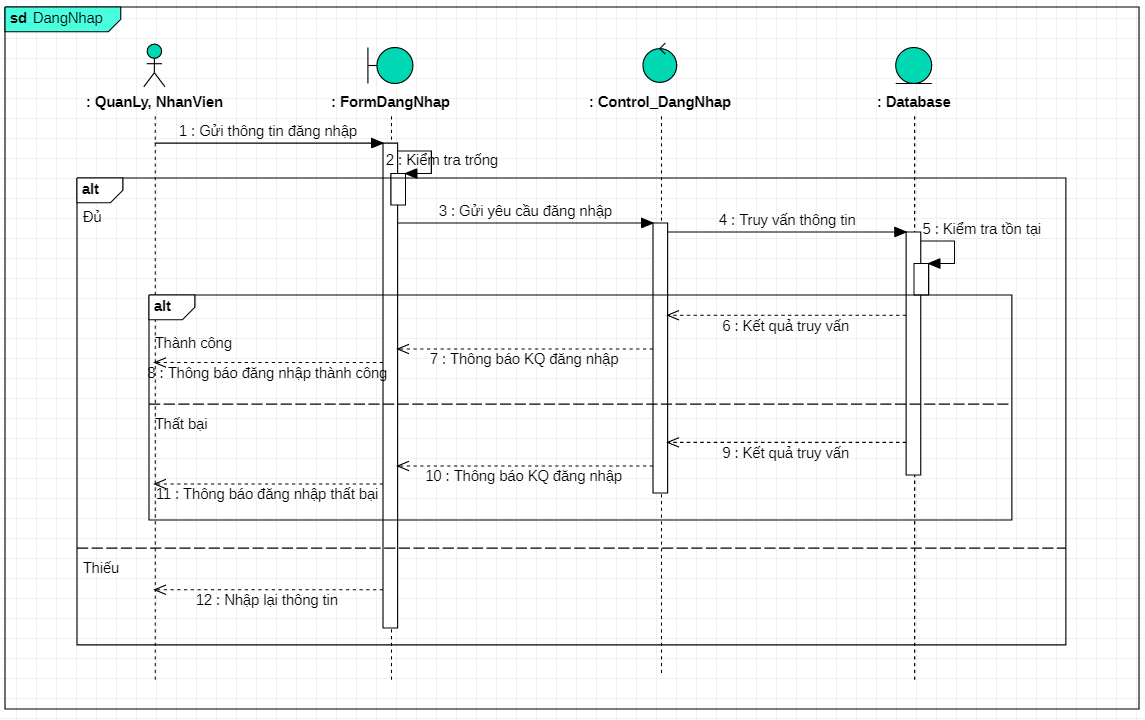 sd DangNhap
: QuanLy, NhanVien
: FormDangNhap
: Control_DangNhap
: Database
1 : Gửi thông tin đăng nhập
2 : Kiểm tra trống
alt
Đủ
3 : Gửi yêu cầu đăng nhập
4 : Truy vấn thông tin
5 : Kiểm tra tồn tại
alt
6 : Kết quả truy vấn
Thành công
7 : Thông báo KQ đăng nhập
8 : Thông báo đăng nhập thành công
Thất bại
9 : Kết quả truy vấn
10 : Thông báo KQ đăng nhập
11 : Thông báo đăng nhập thất bại
Thiếu
12 : Nhập lại thông tin